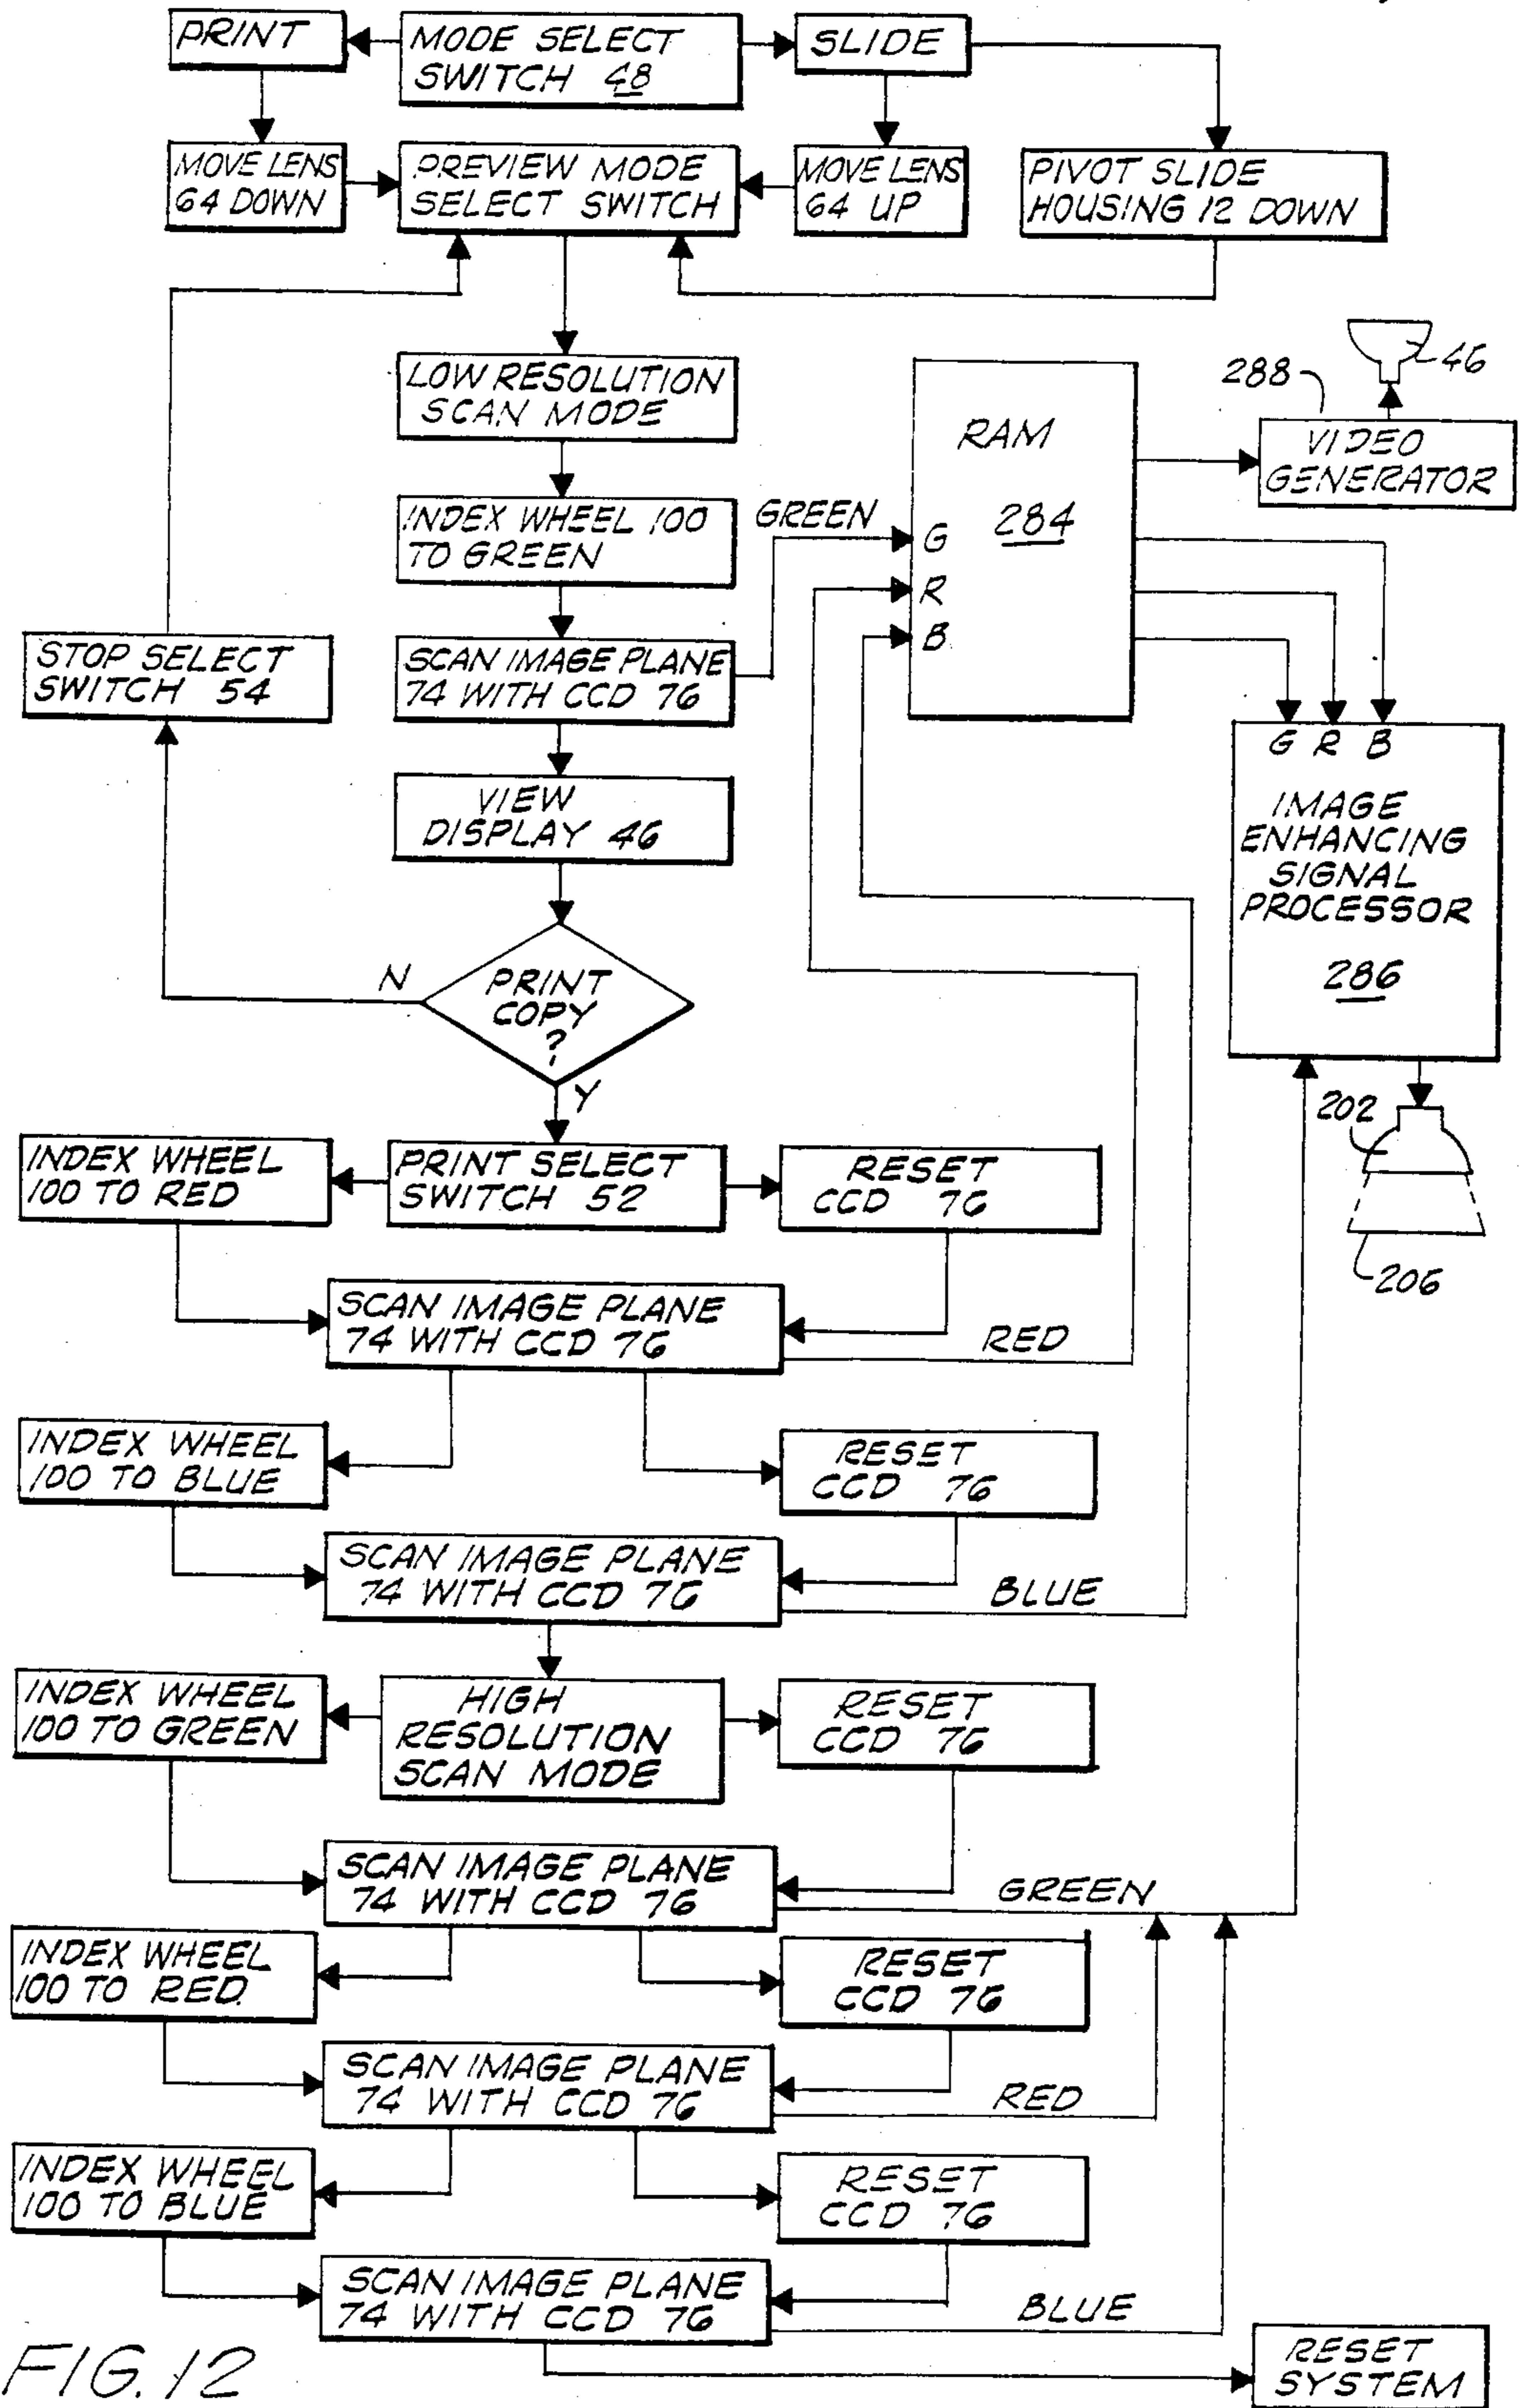 PRINT
MODE SELECT
SWITCH 48
SLIDE
MOVE LENS
64 DOWN
PREVIEW MODE
SELECT SWITCH
MOVE LENS
64 UP
PIVOT SLIDE
HOUSING 12 DOWN
LOW RESOLUTION
SCAN MODE
RAM
284
G
R
B
288
46
VIDEO
GENERATOR
INDEX WHEEL 100
TO GREEN
GREEN
STOP SELECT
SWITCH 54
SCAN IMAGE PLANE
74 WITH CCD 76
VIEW
DISPLAY 46
G R B
IMAGE
ENHANCING
SIGNAL
PROCESSOR
286
N
PRINT
COPY
?
Y
202
206
INDEX WHEEL
100 TO RED
PRINT SELECT
SWITCH 52
RESET
CCD 76
SCAN IMAGE PLANE
74 WITH CCD 76
RED
INDEX WHEEL
100 TO BLUE
RESET
CCD 76
SCAN IMAGE PLANE
74 WITH CCD 76
BLUE
INDEX WHEEL
100 TO GREEN
HIGH
RESOLUTION
SCAN MODE
RESET
CCD 76
SCAN IMAGE PLANE
74 WITH CCD 76
GREEN
INDEX WHEEL
100 TO RED
RESET
CCD 76
SCAN IMAGE PLANE
74 WITH CCD 76
RED
INDEX WHEEL
100 TO BLUE
RESET
CCD 76
SCAN IMAGE PLANE
74 WITH CCD 76
BLUE
RESET
SYSTEM
FIG. 12